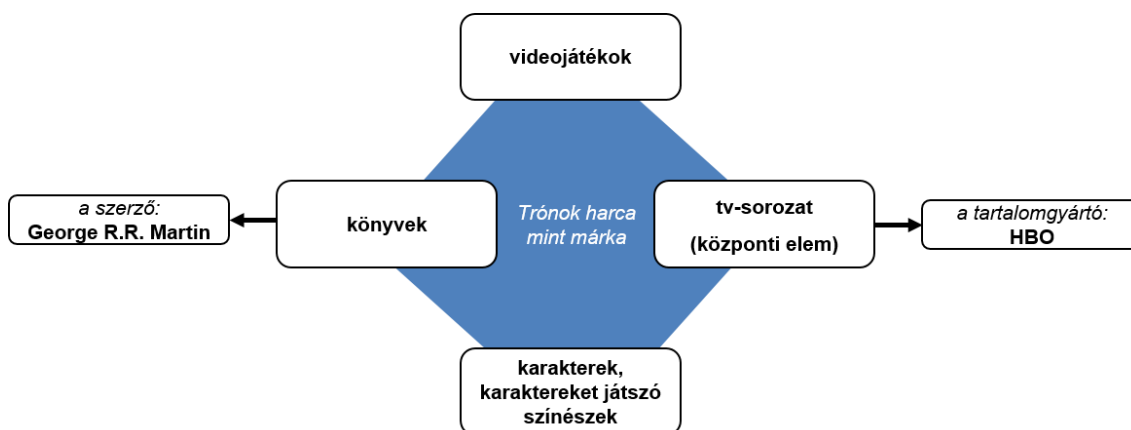 videojátékok
a szerző:
George R.R. Martin
könyvek
Trónok harca
mint márka
tv-sorozat
(központi elem)
a tartalomgyártó:
HBO
karakterek,
karaktereket játszó
színészek